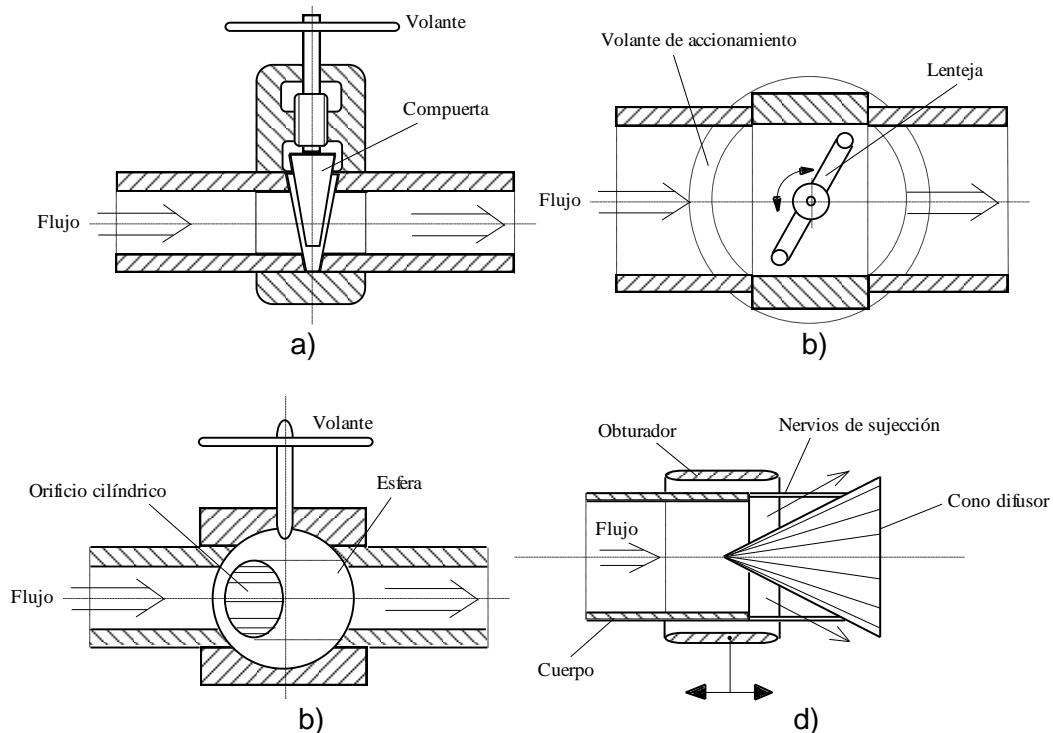 Volante
Compuerta
Flujo
a)
Volante de accionamiento
Lenteja
Flujo
b)
Volante
Orificio cilíndrico
Esfera
Flujo
b)
Obturador
Nervios de sujección
Cono difusor
Flujo
Cuerpo
d)